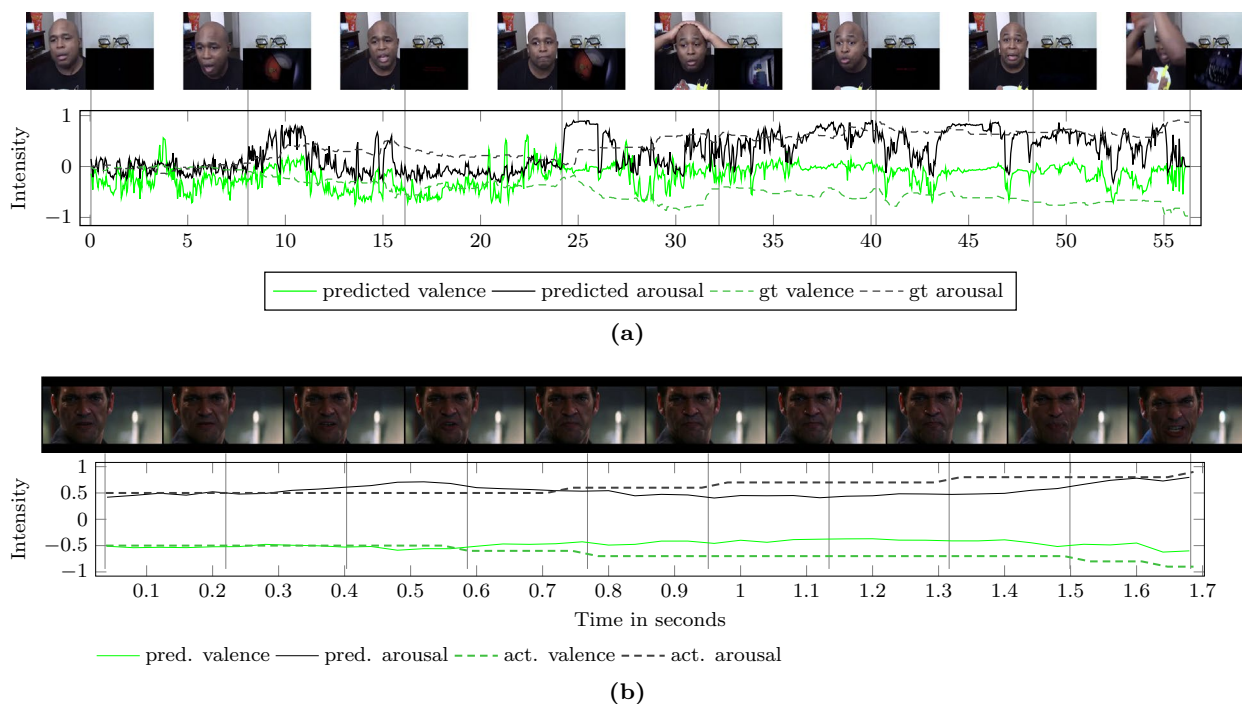 1
0
−1
Intensity
0 5 10 15 20 25 30 35 40 45 50 55
predicted valence predicted arousal gt valence gt arousal
(a)
1
0.5
0
−0.5
−1
Intensity
0.1 0.2 0.3 0.4 0.5 0.6 0.7 0.8 0.9 1 1.1 1.2 1.3 1.4 1.5 1.6 1.7
Time in seconds
pred. valence pred. arousal act. valence act. arousal
(b)